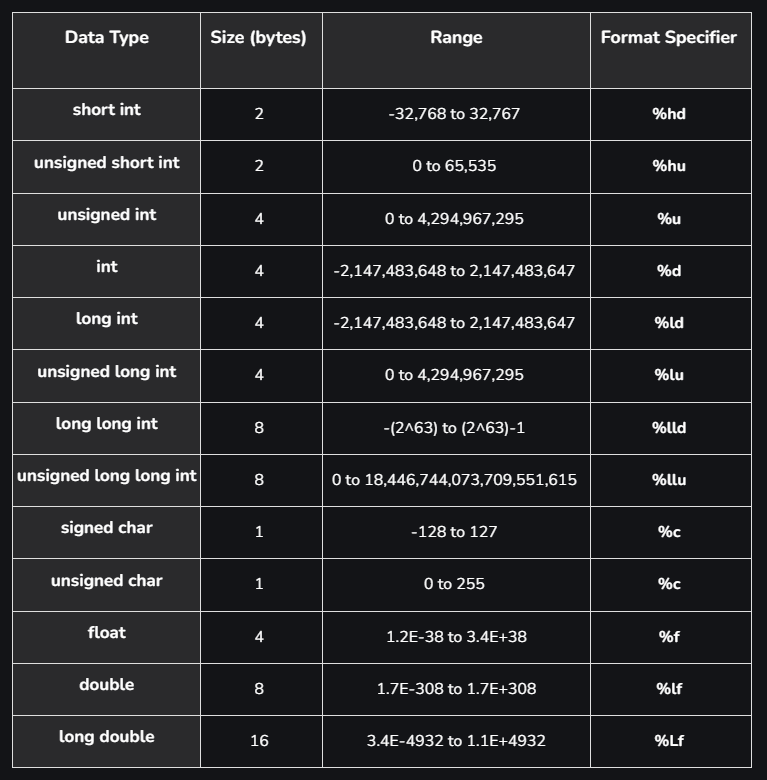 Data Type Size (bytes) Range Format Specifier
short int 2 -32,768 to 32,767 %hd
unsigned short int 2 0 to 65,535 %hu
unsigned int 4 0 to 4,294,967,295 %u
int 4 -2,147,483,648 to 2,147,483,647 %d
long int 4 -2,147,483,648 to 2,147,483,647 %ld
unsigned long int 4 0 to 4,294,967,295 %lu
long long int 8 -(2^63) to (2^63)-1 %lld
unsigned long long int 8 0 to 18,446,744,073,709,551,615 %llu
signed char 1 -128 to 127 %c
unsigned char 1 0 to 255 %c
float 4 1.2E-38 to 3.4E+38 %f
double 8 1.7E-308 to 1.7E+308 %lf
long double 16 3.4E-4932 to 1.1E+4932 %Lf